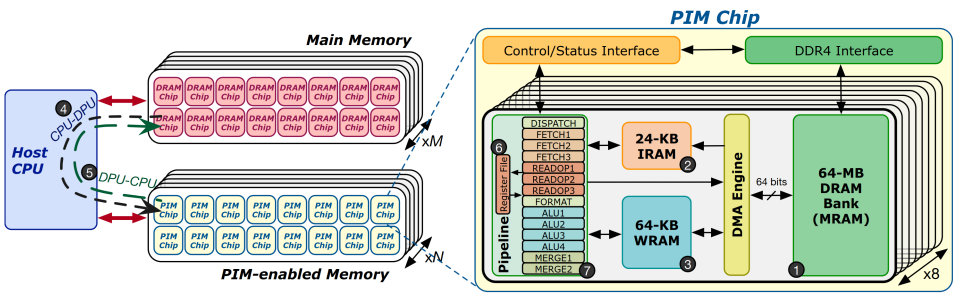 PIM Chip
Main Memory
Control/Status Interface
DDR4 Interface
DRAM DRAM DRAM DRAM DRAM DRAM DRAM DRAM
Chip Chip Chip Chip Chip Chip Chip Chip
DRAM DRAM DRAM DRAM DRAM DRAM DRAM DRAM
Chip Chip Chip Chip Chip Chip Chip Chip
xM
4
CPU-DPU
Host
CPU
5
DPU-CPU
PIM PIM PIM PIM PIM PIM PIM PIM
Chip Chip Chip Chip Chip Chip Chip Chip
PIM PIM PIM PIM PIM PIM PIM PIM
Chip Chip Chip Chip Chip Chip Chip Chip
xN
PIM-enabled Memory
Pipeline
6
Register File
DISPATCH
FETCH1
FETCH2
FETCH3
READOP1
READOP2
READOP3
FORMAT
ALU1
ALU2
ALU3
ALU4
MERGE1
MERGE2
7
24-KB
IRAM
2
64-KB
WRAM
3
DMA Engine
64 bits
64-MB
DRAM
Bank
(MRAM)
1
x8